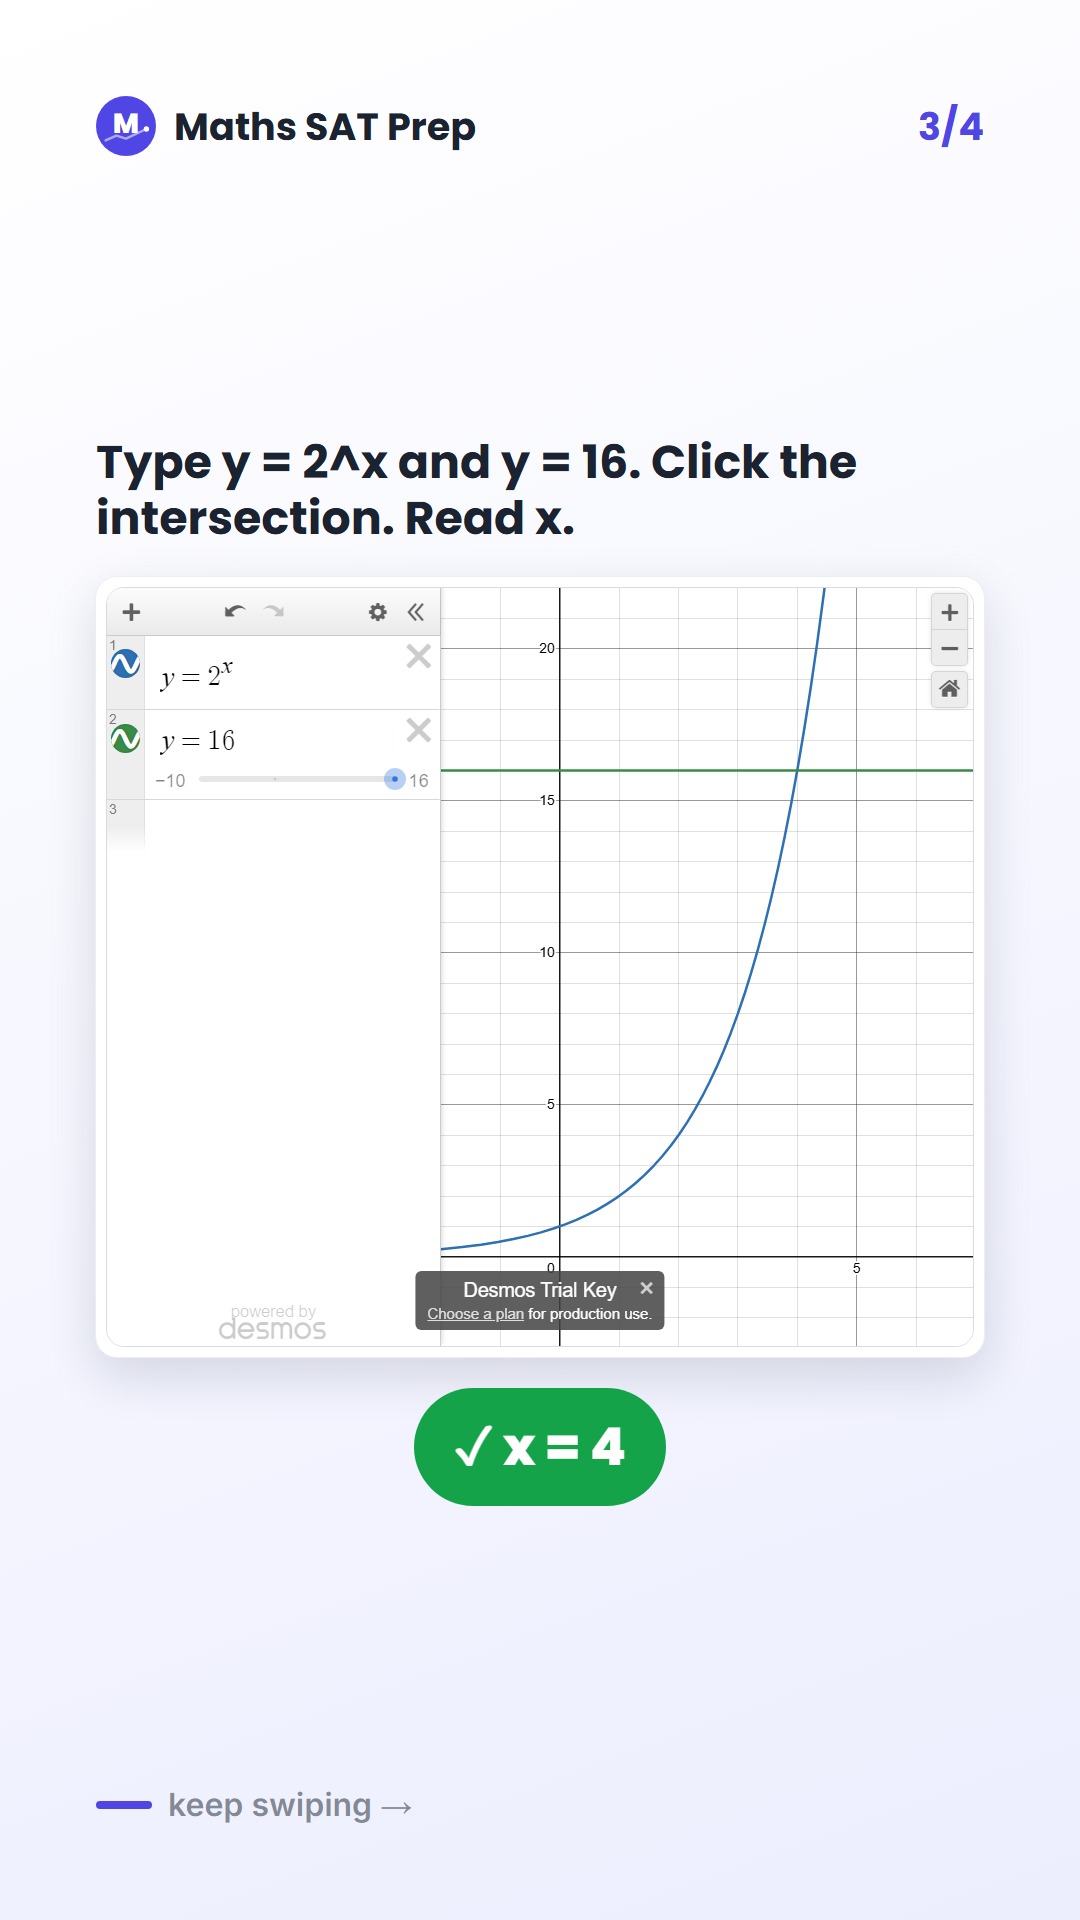 M
Maths SAT Prep
3/4
Type y = 2^x and y = 16. Click the
intersection. Read x.
1
y = 2^x
2
y = 16
−10
16
3
20
15
10
5
0
5
powered by
desmos
Desmos Trial Key ×
Choose a plan for production use.
✓ x = 4
keep swiping →